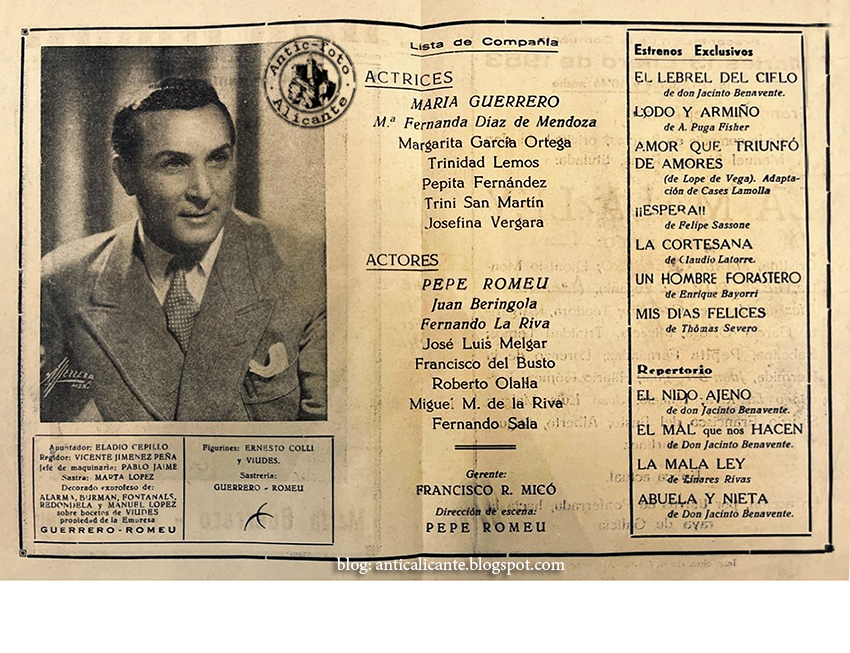 Antic-Foto
Alicante
Herrera
MEX.
Apuntador: ELADIO CEPILLO
Regidor: VICENTE JIMENEZ PEÑA
Jefe de maquinaria: PABLO JAIME
Sastra: MARTA LOPEZ
Decorado exprofeso de:
ALARMA, BURMAN, FONTANALS,
REDONDELA y MANUEL LOPEZ
sobre bocetos de VIUDES
propiedad de la Empresa
GUERRERO-ROMEU
Figurines: ERNESTO COLLI
y VIUDES.
Sastrería:
GUERRERO - ROMEU
Lista de Compañía
ACTRICES
MARIA GUERRERO
M.ª Fernanda Diaz de Mendoza
Margarita García Ortega
Trinidad Lemos
Pepita Fernández
Trini San Martín
Josefina Vergara
ACTORES
PEPE ROMEU
Juan Beringola
Fernando La Riva
José Luis Melgar
Francisco del Busto
Roberto Olalla
Miguel M. de la Riva
Fernando Sala
Gerente:
FRANCISCO R. MICÓ
Dirección de escena:
PEPE ROMEU
Estrenos Exclusivos
EL LEBREL DEL CIELO
de don Jacinto Benavente.
LODO Y ARMIÑO
de A. Puga Fisher
AMOR QUE TRIUNFÓ
DE AMORES
(de Lope de Vega). Adapta-
ción de Cases Lamolla
¡¡ESPERA!!
de Felipe Sassone
LA CORTESANA
de Claudio Latorre.
UN HOMBRE FORASTERO
de Enrique Bayorri
MIS DIAS FELICES
de Thómas Severo
Repertorio
EL NIDO AJENO
de don Jacinto Benavente.
EL MAL que nos HACEN
de Don Jacinto Benavente.
LA MALA LEY
de Linares Rivas
ABUELA Y NIETA
de Don Jacinto Benavente.
blog: anticalicante.blogspot.com